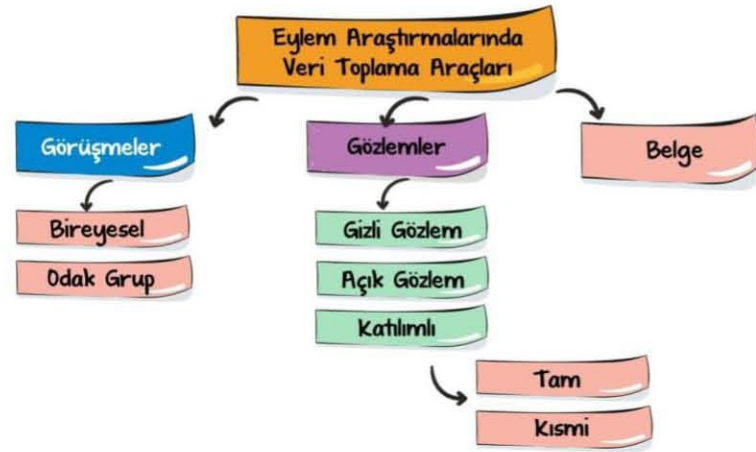 Eylem Araştırmalarında
Veri Toplama Araçları
Görüşmeler
Gözlemler
Belge
Bireyesel
Odak Grup
Gizli Gözlem
Açık Gözlem
Katılımlı
Tam
Kısmi